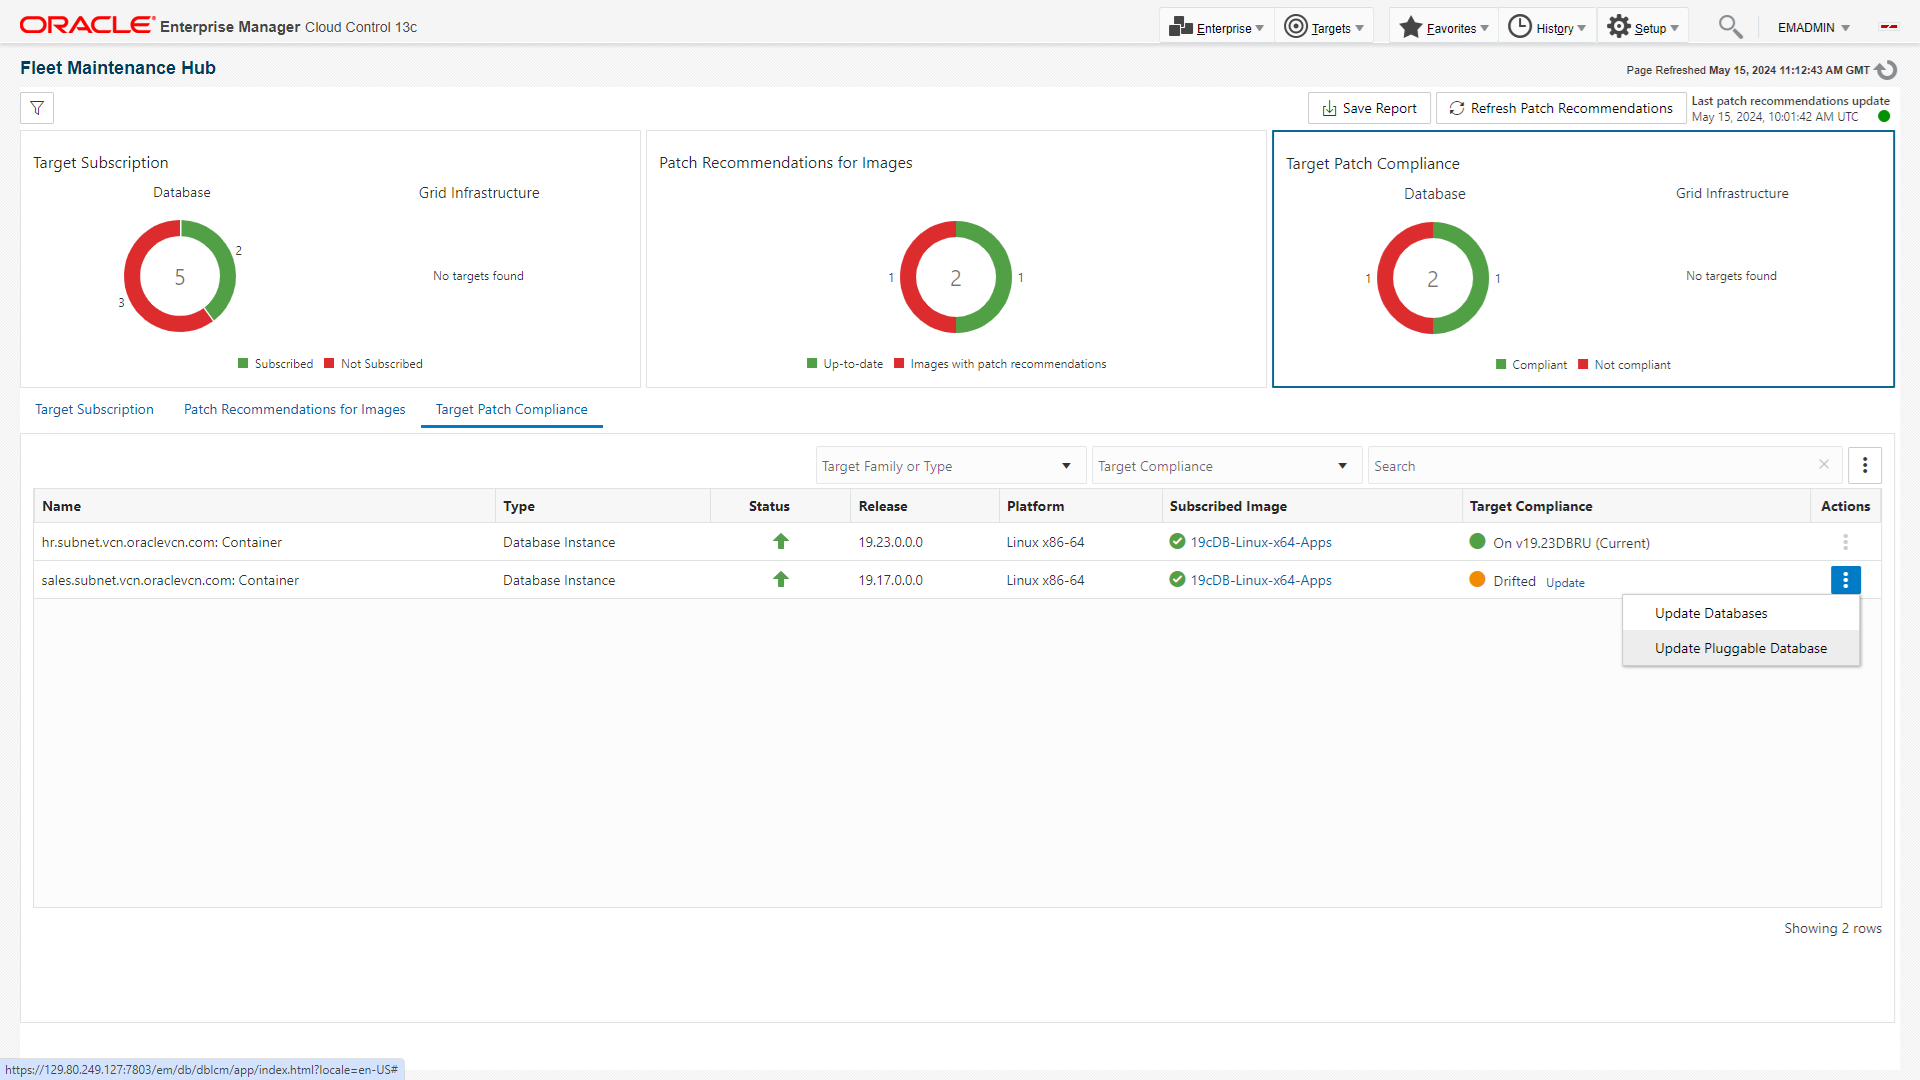 ORACLE Enterprise Manager Cloud Control 13c
Enterprise Targets Favorites History Setup EMADMIN
Fleet Maintenance Hub
Page Refreshed May 15, 2024 11:12:43 AM GMT
Save Report Refresh Patch Recommendations
Last patch recommendations update
May 15, 2024, 10:01:42 AM UTC
Target Subscription
Database
Grid Infrastructure
2
5
3
No targets found
Subscribed Not Subscribed
Patch Recommendations for Images
1
2
1
Up-to-date Images with patch recommendations
Target Patch Compliance
Database
Grid Infrastructure
1
2
1
No targets found
Compliant Not compliant
Target Subscription Patch Recommendations for Images Target Patch Compliance
Target Family or Type Target Compliance Search
Name Type Status Release Platform Subscribed Image Target Compliance Actions
hr.subnet.vcn.oraclevcn.com: Container Database Instance 19.23.0.0.0 Linux x86-64 19cDB-Linux-x64-Apps On v19.23DBRU (Current)
sales.subnet.vcn.oraclevcn.com: Container Database Instance 19.17.0.0.0 Linux x86-64 19cDB-Linux-x64-Apps Drifted Update
Update Databases
Update Pluggable Database
Showing 2 rows
https://129.80.249.127:7803/em/db/dblcm/app/index.html?locale=en-US#